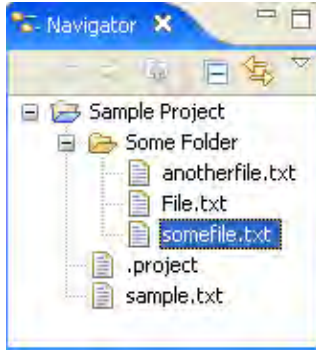 Navigator
Sample Project
Some Folder
anotherfile.txt
File.txt
somefile.txt
.project
sample.txt